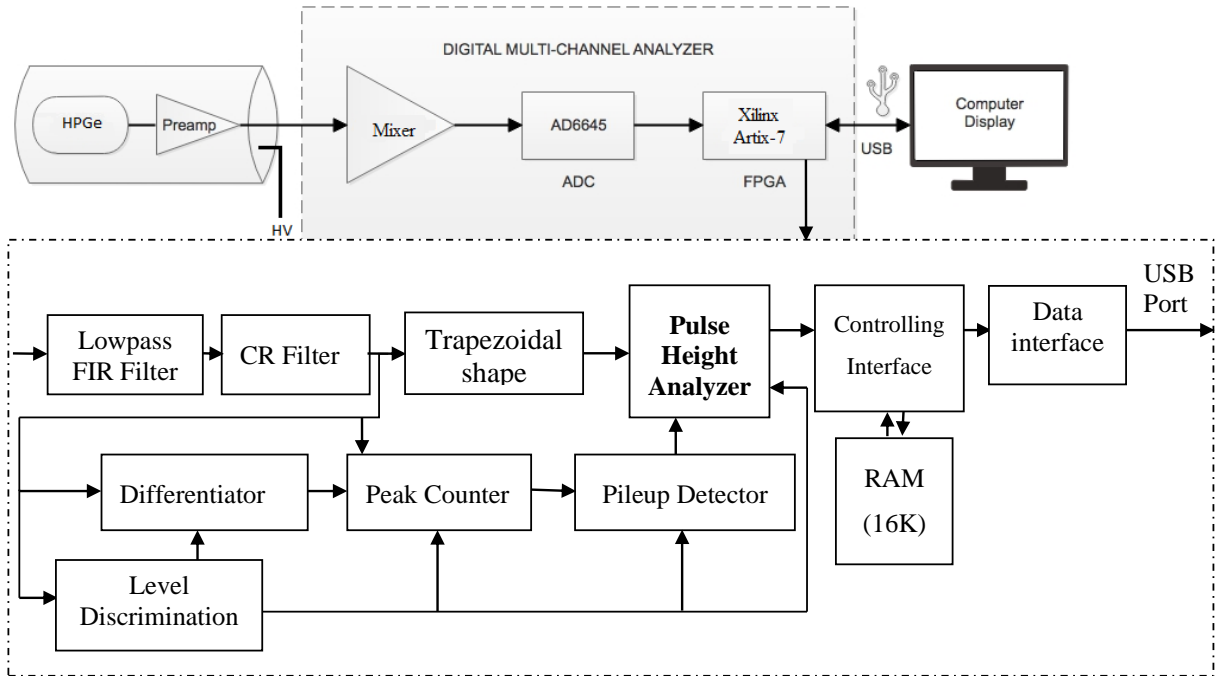 DIGITAL MULTI-CHANNEL ANALYZER
HPGe
Preamp
Mixer
AD6645
ADC
Xilinx
Artix-7
FPGA
USB
Computer
Display
HV
Lowpass
FIR Filter
CR Filter
Trapezoidal
shape
Pulse
Height
Analyzer
Controlling
Interface
Data
interface
USB
Port
Differentiator
Peak Counter
Pileup Detector
RAM
(16K)
Level
Discrimination